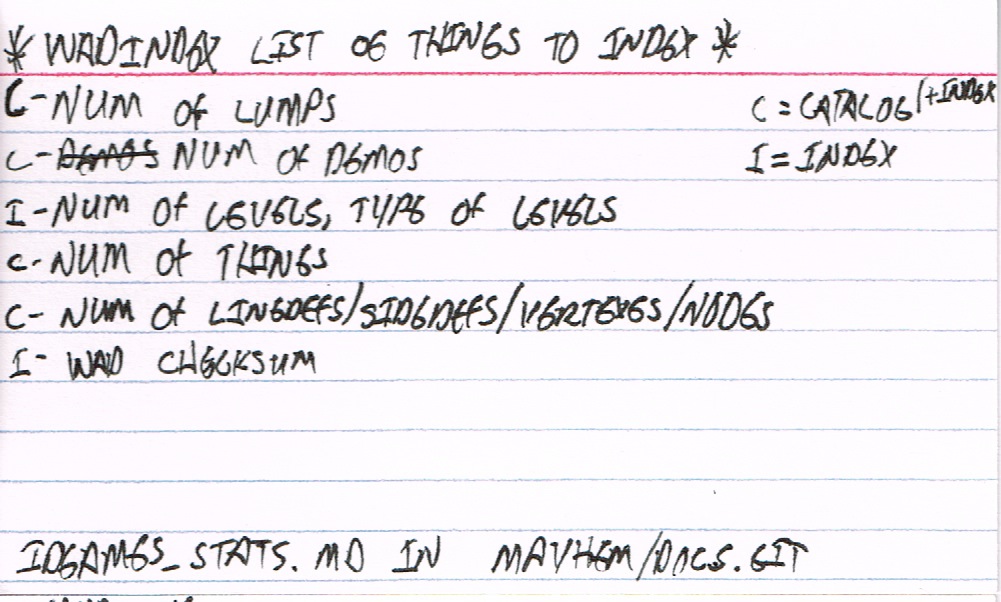 * WADINDEX LIST OF THINGS TO INDEX *
C-NUM OF LUMPS C = CATALOG/+INDEX
C-DEMOS NUM OF DEMOS I = INDEX
I-NUM OF LEVELS, TYPE OF LEVELS
C-NUM OF THINGS
C- NUM OF LINEDEFS/SIDEDEFS/VERTEXES/NODES
I- WAD CHECKSUM
IDGAMES_STATS.MD IN MAYHEM/DOCS.GIT